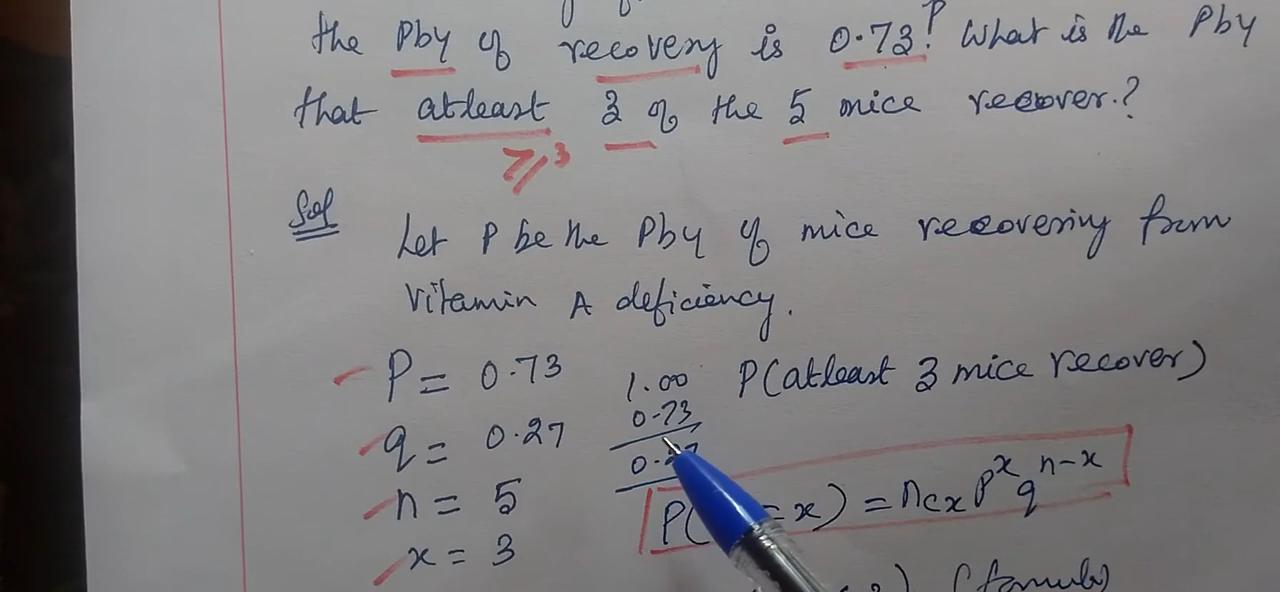 the Pby of recovery is 0.73? What is the Pby
that atleast 3 of the 5 mice recover.?
≥3
Sol
Let P be the Pby of mice recovering from
vitamin A deficiency.
P = 0.73
1.00
0.73
P(atleast 3 mice recover)
q = 0.27
n = 5
P( = x) = ncx p^x q^n-x
x = 3
(formula)